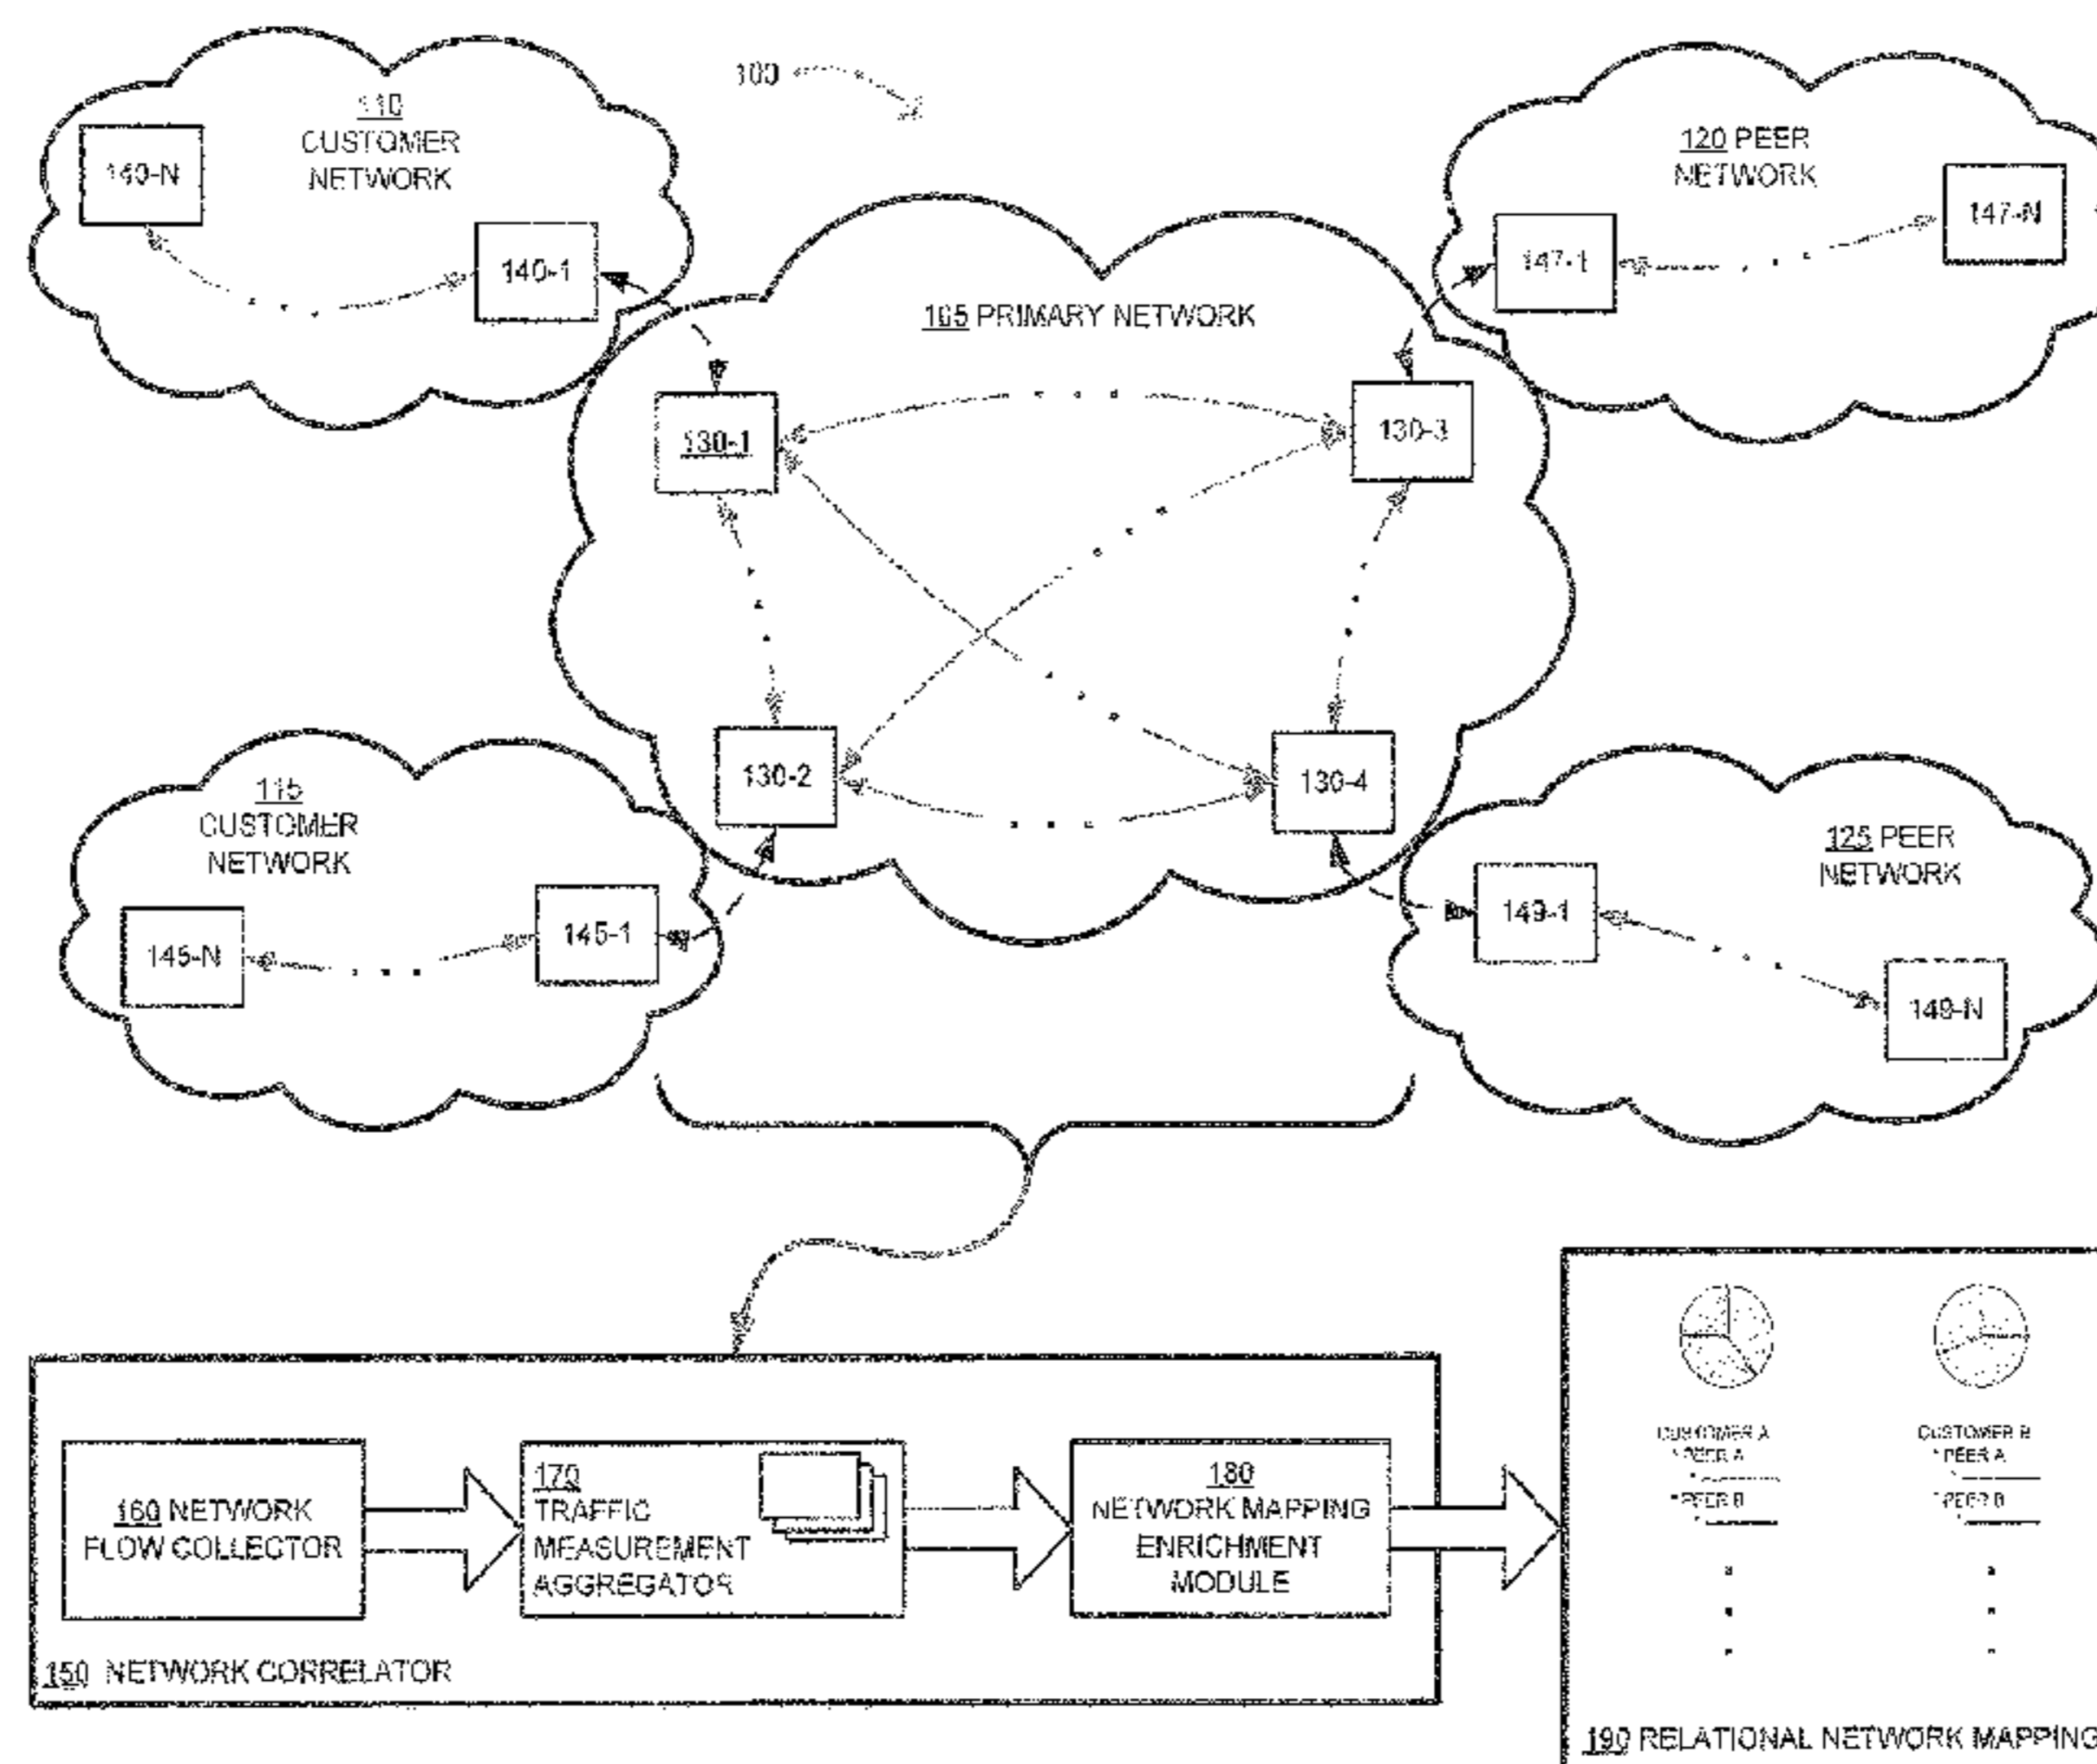 100
110
CUSTOMER
NETWORK
140-N
140-1
120 PEER
NETWORK
147-1
147-N
105 PRIMARY NETWORK
130-1
130-3
130-2
130-4
115
CUSTOMER
NETWORK
145-N
145-1
125 PEER
NETWORK
149-1
149-N
160 NETWORK
FLOW COLLECTOR
170
TRAFFIC
MEASUREMENT
AGGREGATOR
180
NETWORK MAPPING
ENRICHMENT
MODULE
150 NETWORK CORRELATOR
CUSTOMER A
* PEER A
* PEER B
CUSTOMER B
* PEER A
* PEER B
190 RELATIONAL NETWORK MAPPING